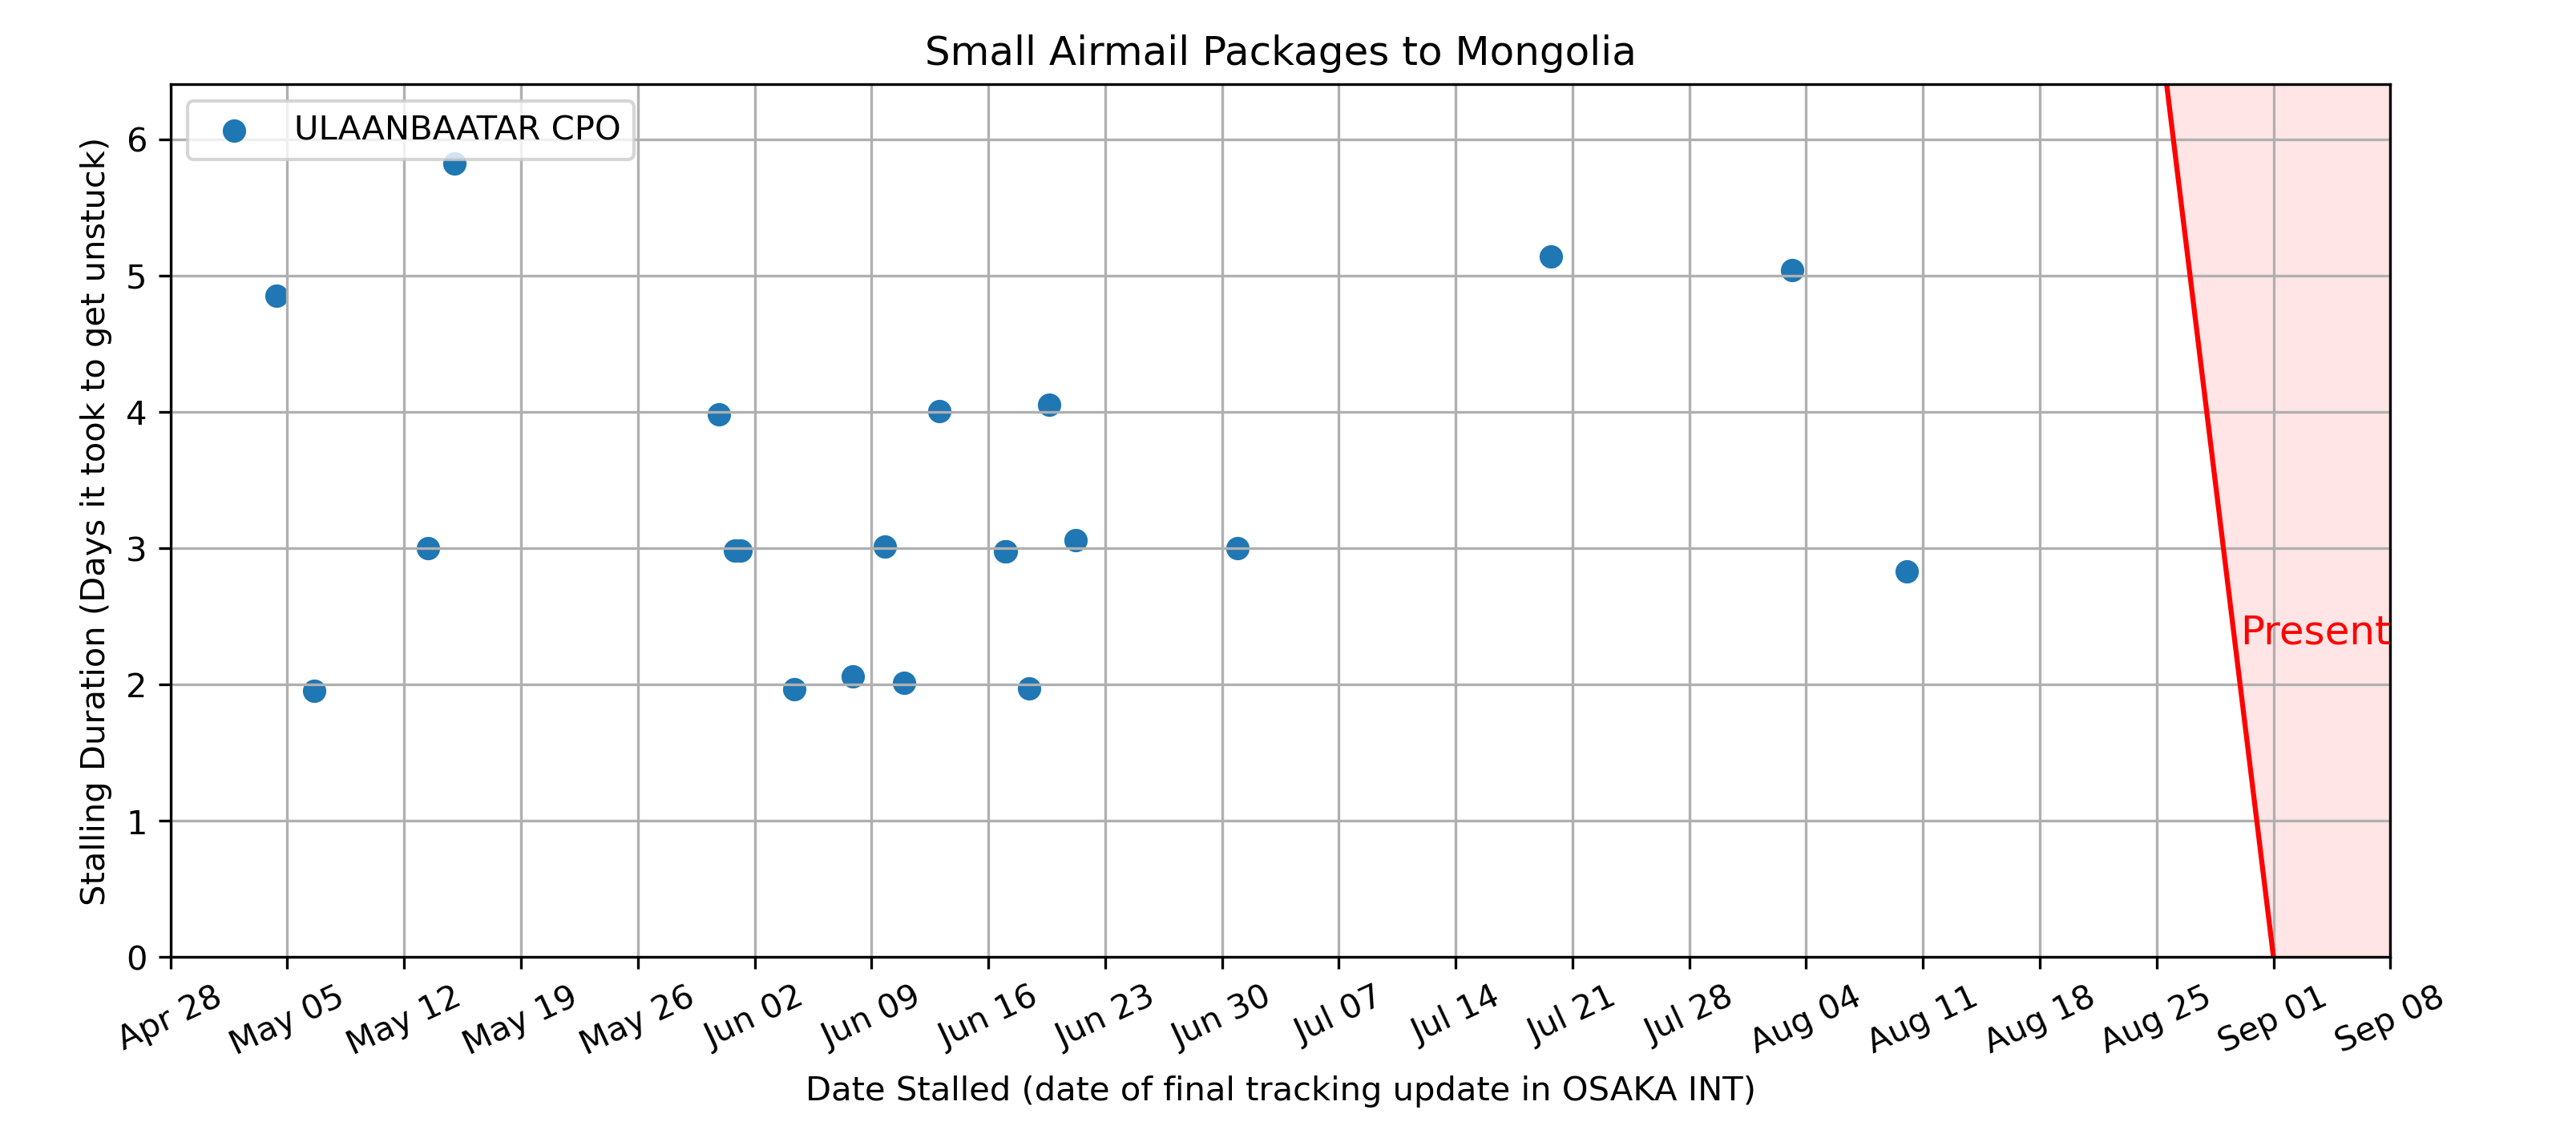 Small Airmail Packages to Mongolia
ULAANBAATAR CPO
Stalling Duration (Days it took to get unstuck)
6
5
4
3
2
1
0
Present
Apr 28
May 05
May 12
May 19
May 26
Jun 02
Jun 09
Jun 16
Jun 23
Jun 30
Jul 07
Jul 14
Jul 21
Jul 28
Aug 04
Aug 11
Aug 18
Aug 25
Sep 01
Sep 08
Date Stalled (date of final tracking update in OSAKA INT)